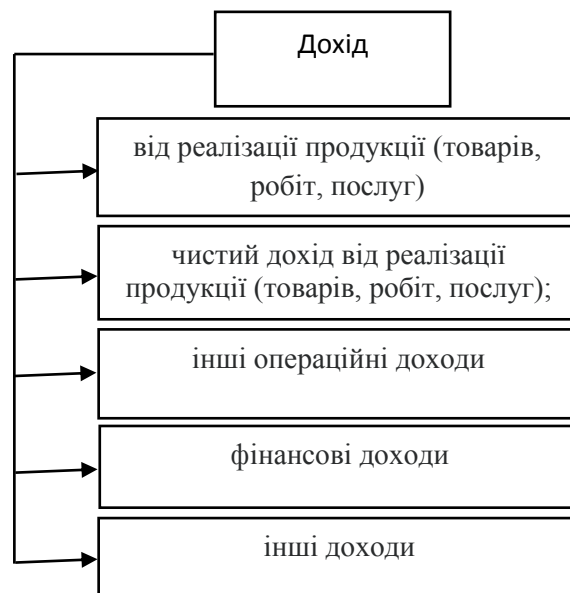 Дохід
від реалізації продукції (товарів,
робіт, послуг)
чистий дохід від реалізації
продукції (товарів, робіт, послуг);
інші операційні доходи
фінансові доходи
інші доходи